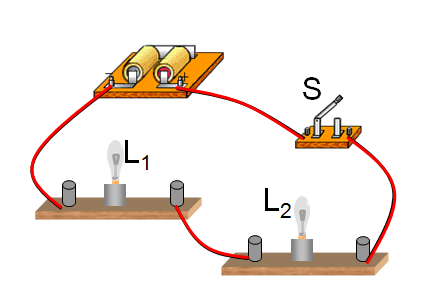 - +
S
L₁
L₂